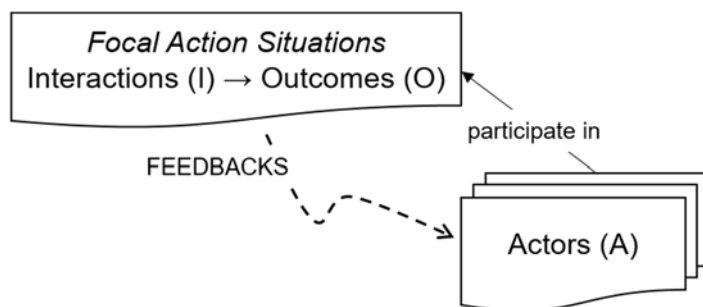 Focal Action Situations
Interactions (I) → Outcomes (O)
participate in
FEEDBACKS
Actors (A)